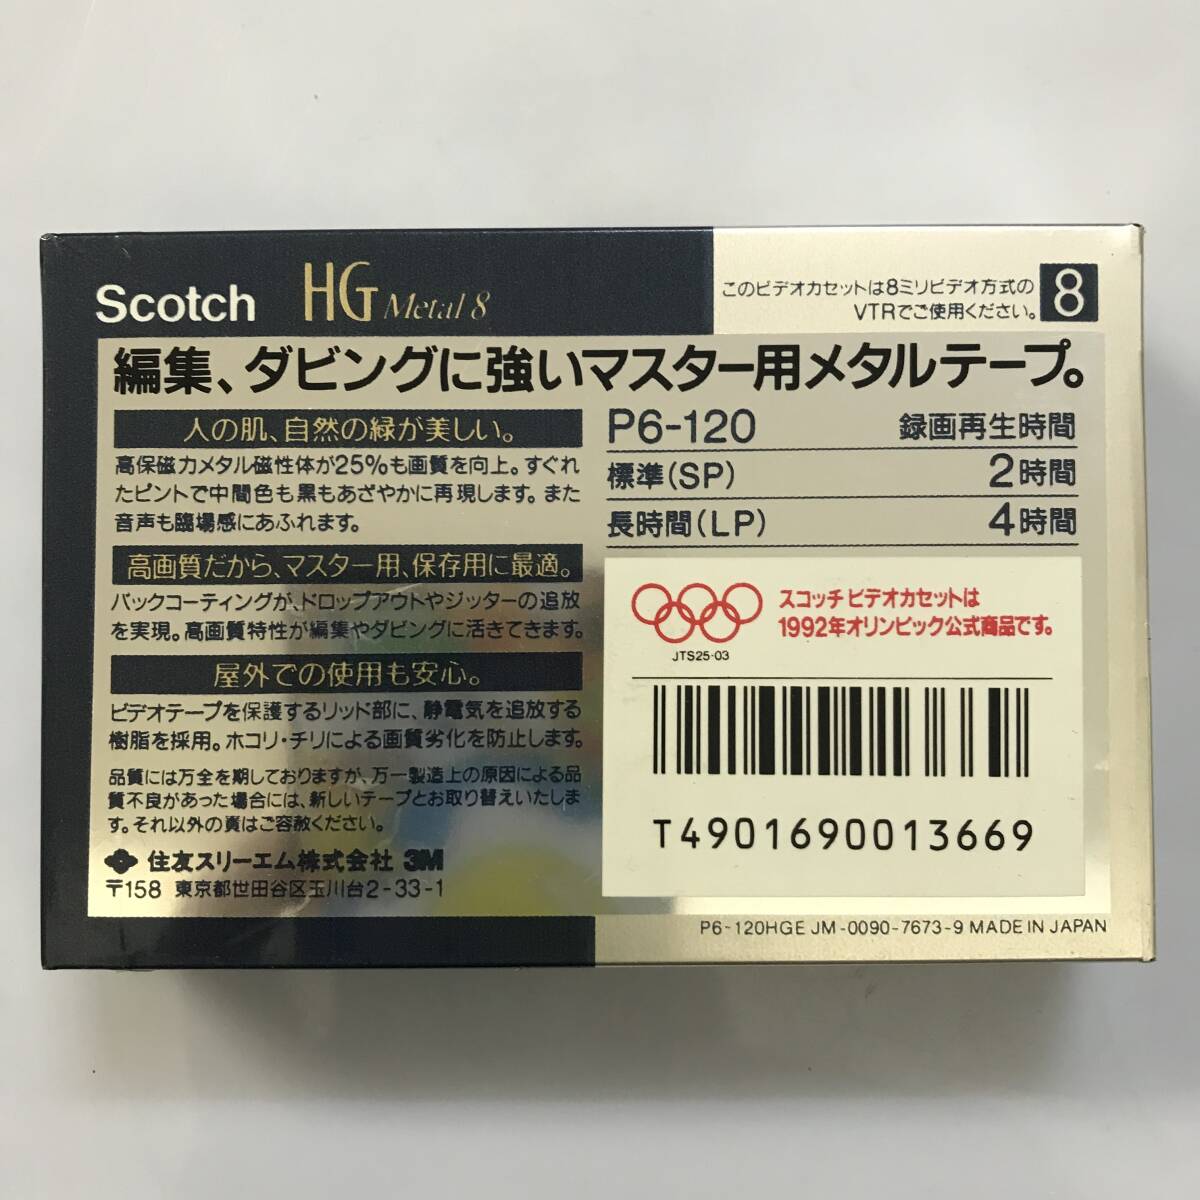 Scotch HG Metal 8
このビデオカセットは8ミリビデオ方式の
VTRでご使用ください。
8
編集、ダビングに強いマスター用メタルテープ。
人の肌、自然の緑が美しい。
高保磁力メタル磁性体が25%も画質を向上。すぐれ
たピントで中間色も黒もあざやかに再現します。また
音声も臨場感にあふれます。
高画質だから、マスター用、保存用に最適。
バックコーティングが、ドロップアウトやジッターの追放
を実現。高画質特性が編集やダビングに活きてきます。
屋外での使用も安心。
ビデオテープを保護するリッド部に、静電気を追放する
樹脂を採用。ホコリ・チリによる画質劣化を防止します。
品質には万全を期しておりますが、万一製造上の原因による品
質不良があった場合には、新しいテープとお取り替えいたしま
す。それ以外の責はご容赦ください。
住友スリーエム株式会社 3M
〒158 東京都世田谷区玉川台2-33-1
P6-120 録画再生時間
標準(SP) 2時間
長時間(LP) 4時間
スコッチ ビデオカセットは
1992年オリンピック公式商品です。
JTS25-03
T4901690013669
P6-120HGE JM-0090-7673-9 MADE IN JAPAN